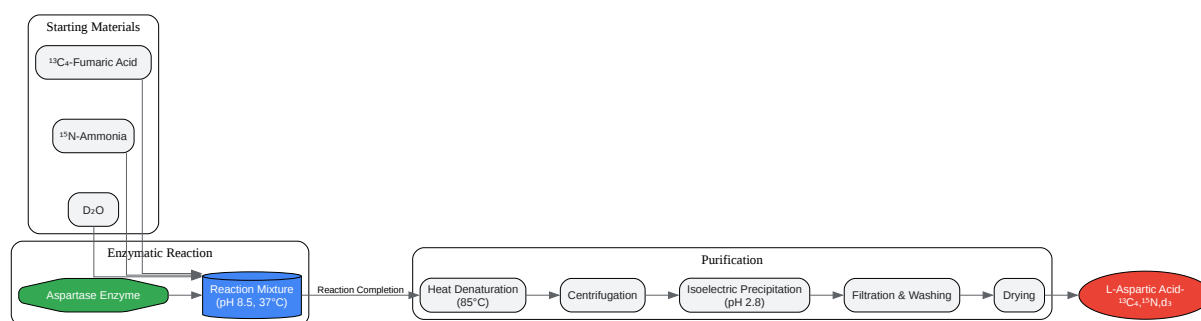 Starting Materials
¹³C₄-Fumaric Acid
¹⁵N-Ammonia
D₂O
Enzymatic Reaction
Aspartase Enzyme
Reaction Mixture
(pH 8.5, 37°C)
Reaction Completion
Purification
Heat Denaturation
(85°C)
Centrifugation
Isoelectric Precipitation
(pH 2.8)
Filtration & Washing
Drying
L-Aspartic Acid-
¹³C₄,¹⁵N,d₃